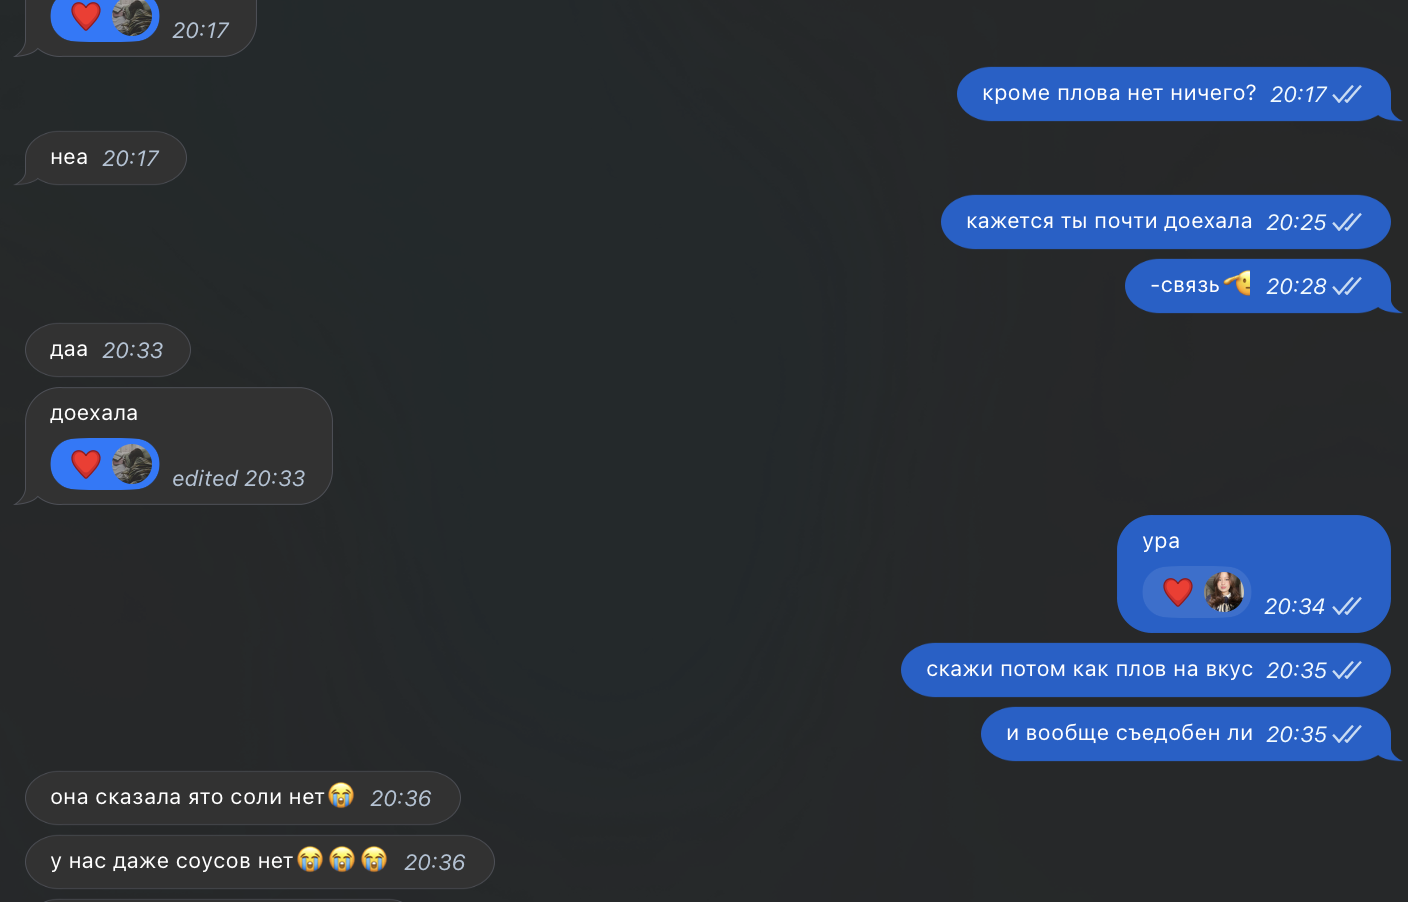 20:17
кроме плова нет ничего? 20:17
неа 20:17
кажется ты почти доехала 20:25
-связь🫡 20:28
даа 20:33
доехала
edited 20:33
ура
20:34
скажи потом как плов на вкус 20:35
и вообще съедобен ли 20:35
она сказала ято соли нет😭 20:36
у нас даже соусов нет😭😭😭 20:36